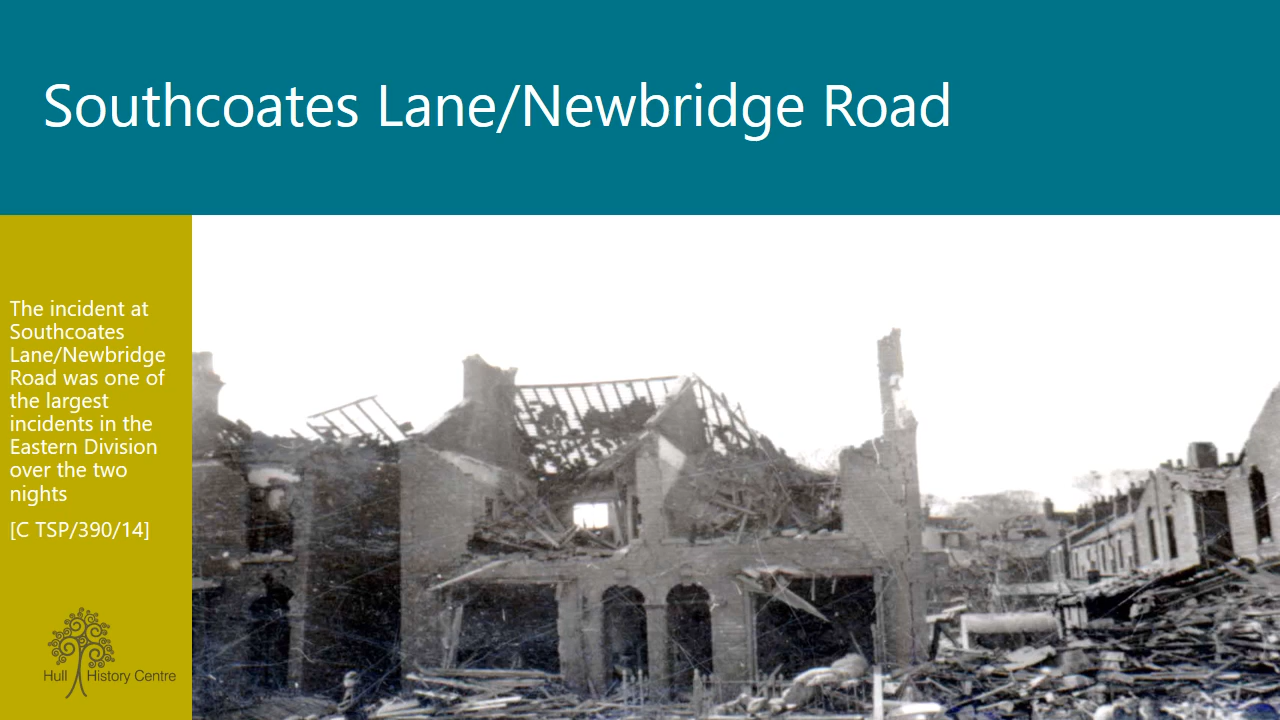 Southcoates Lane/Newbridge Road
The incident at
Southcoates
Lane/Newbridge
Road was one of
the largest
incidents in the
Eastern Division
over the two
nights
[C TSP/390/14]
Hull History Centre